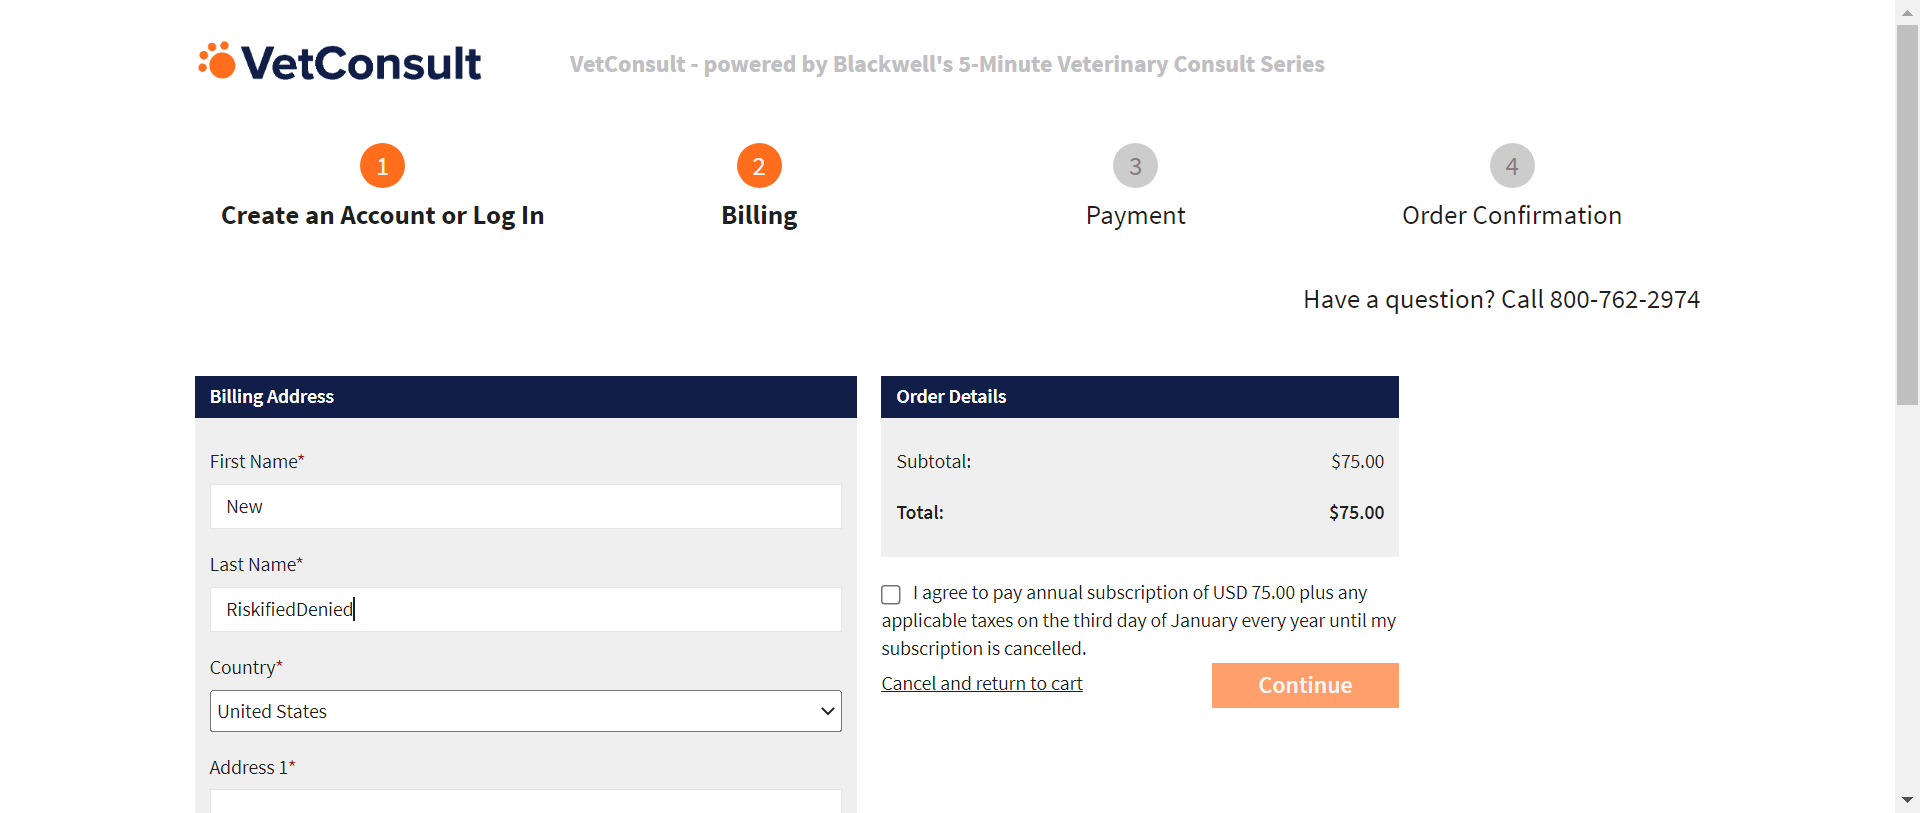 VetConsult
VetConsult - powered by Blackwell's 5-Minute Veterinary Consult Series
1
2
3
4
Create an Account or Log In
Billing
Payment
Order Confirmation
Have a question? Call 800-762-2974
Billing Address
First Name*
New
Last Name*
RiskifiedDenied
Country*
United States
Address 1*
Order Details
Subtotal: $75.00
Total: $75.00
I agree to pay annual subscription of USD 75.00 plus any
applicable taxes on the third day of January every year until my
subscription is cancelled.
Cancel and return to cart
Continue